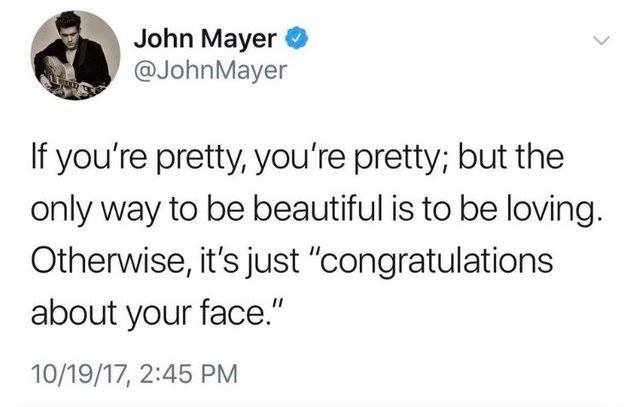 John Mayer
@JohnMayer
If you're pretty, you're pretty; but the
only way to be beautiful is to be loving.
Otherwise, it's just "congratulations
about your face."
10/19/17, 2:45 PM